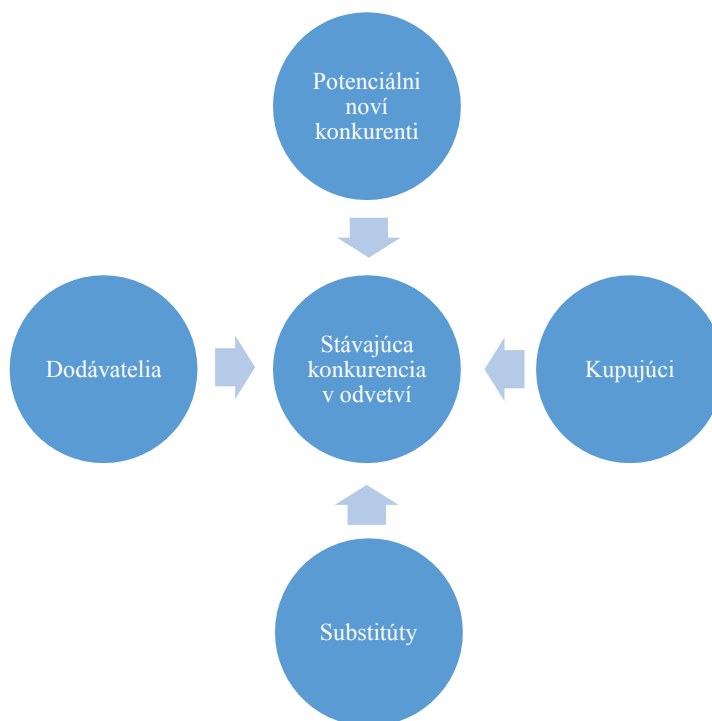 Potenciálni
noví
konkurenti
Dodávatelia
Stávajúca
konkurencia
v odvetví
Kupujúci
Substitúty